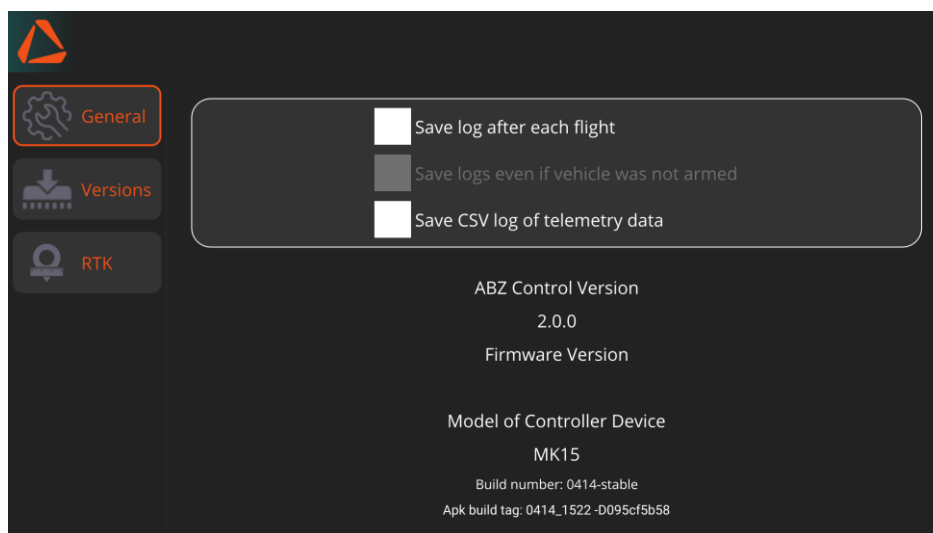 General
Versions
RTK
Save log after each flight
Save logs even if vehicle was not armed
Save CSV log of telemetry data
ABZ Control Version
2.0.0
Firmware Version
Model of Controller Device
MK15
Build number: 0414-stable
Apk build tag: 0414_1522 -D095cf5b58